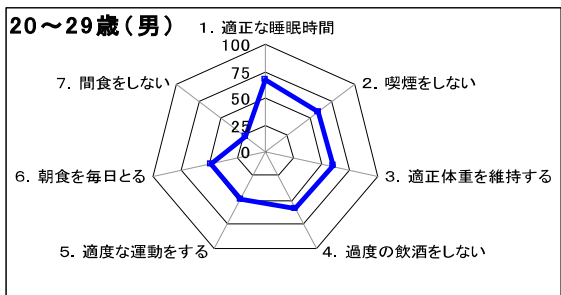 20～29歳(男)
1. 適正な睡眠時間
100
75
50
25
0
2. 喫煙をしない
3. 適正体重を維持する
4. 過度の飲酒をしない
5. 適度な運動をする
6. 朝食を毎日とる
7. 間食をしない